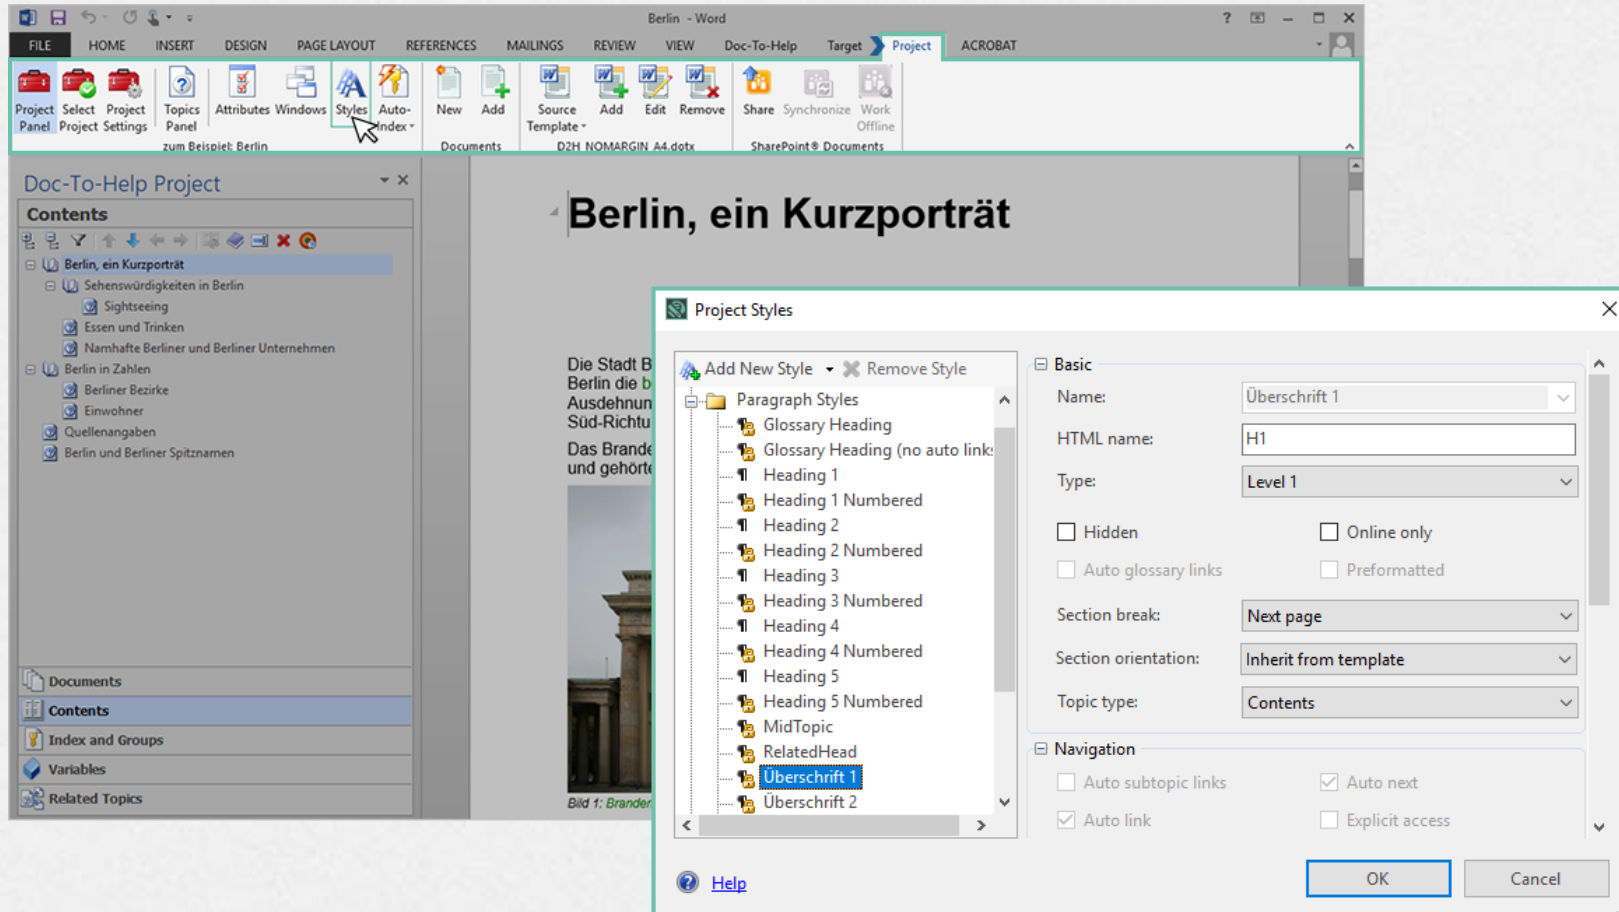 Berlin - Word
FILE HOME INSERT DESIGN PAGE LAYOUT REFERENCES MAILINGS REVIEW VIEW Doc-To-Help Target Project ACROBAT
Project Panel
Select Project
Project Settings
Topics Panel
Attributes
Windows
Styles
Auto-Index
New
Add
Source Template
Add
Edit
Remove
Share
Synchronize
Work Offline
zum Beispiel: Berlin
Documents
D2H_NOMARGIN_A4.dotx
SharePoint® Documents
Doc-To-Help Project
Contents
Berlin, ein Kurzporträt
Sehenswürdigkeiten in Berlin
Sightseeing
Essen und Trinken
Namhafte Berliner und Berliner Unternehmen
Berlin in Zahlen
Berliner Bezirke
Einwohner
Quellenangaben
Berlin und Berliner Spitznamen
Documents
Contents
Index and Groups
Variables
Related Topics
Berlin, ein Kurzporträt
Die Stadt B
Berlin die b
Ausdehnun
Süd-Richtu
Das Brande
und gehörte
Bild 1: Brander
Project Styles
Add New Style
Remove Style
Paragraph Styles
Glossary Heading
Glossary Heading (no auto links
Heading 1
Heading 1 Numbered
Heading 2
Heading 2 Numbered
Heading 3
Heading 3 Numbered
Heading 4
Heading 4 Numbered
Heading 5
Heading 5 Numbered
MidTopic
RelatedHead
Überschrift 1
Überschrift 2
Basic
Name: Überschrift 1
HTML name: H1
Type: Level 1
Hidden
Online only
Auto glossary links
Preformatted
Section break: Next page
Section orientation: Inherit from template
Topic type: Contents
Navigation
Auto subtopic links
Auto next
Auto link
Explicit access
Help
OK
Cancel